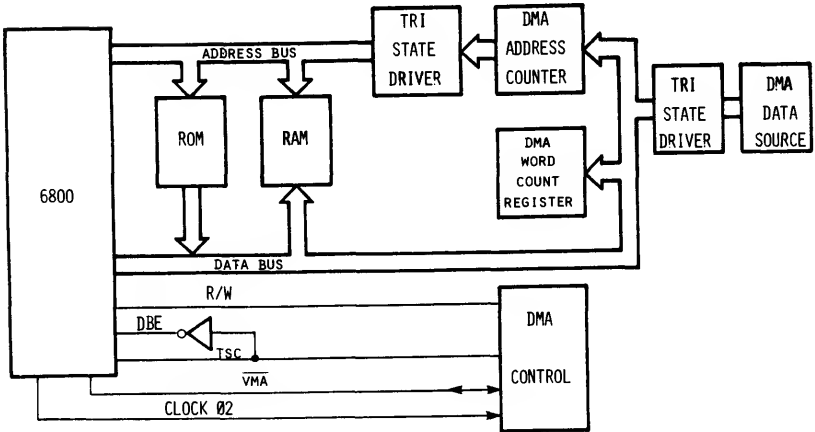 TRI
STATE
DRIVER
DMA
ADDRESS
COUNTER
ADDRESS BUS
TRI
STATE
DRIVER
DMA
DATA
SOURCE
ROM
RAM
DMA
WORD
COUNT
REGISTER
6800
DATA BUS
R/W
DBE
TSC
DMA
CONTROL
VMA
CLOCK Ø2